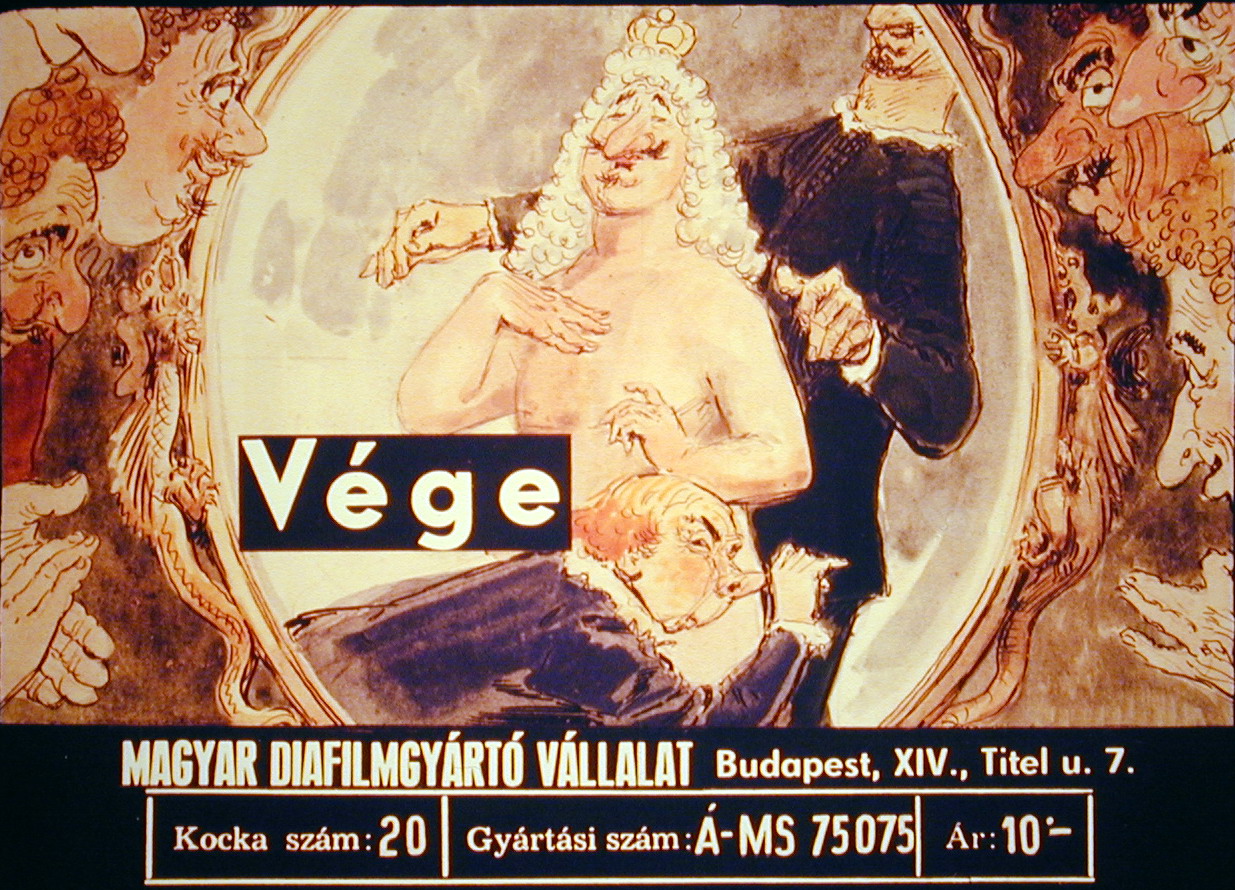 Vége
MAGYAR DIAFILMGYÁRTÓ VÁLLALAT Budapest, XIV., Titel u. 7.
Kocka szám: 20 Gyártási szám: Á-MS 75075 Ár: 10·–